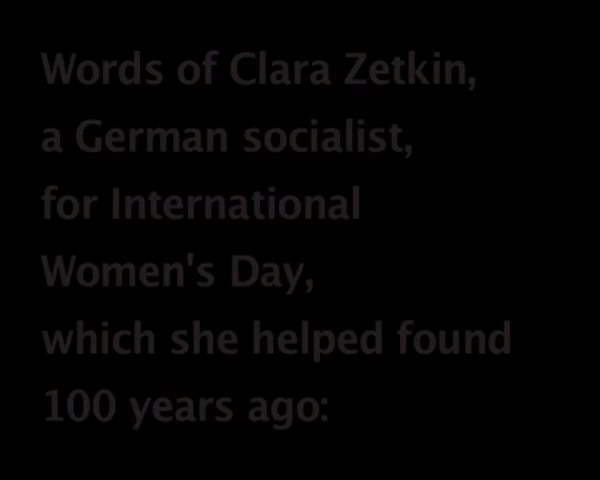 Words of Clara Zetkin,
a German socialist,
for International
Women's Day,
which she helped found
100 years ago: